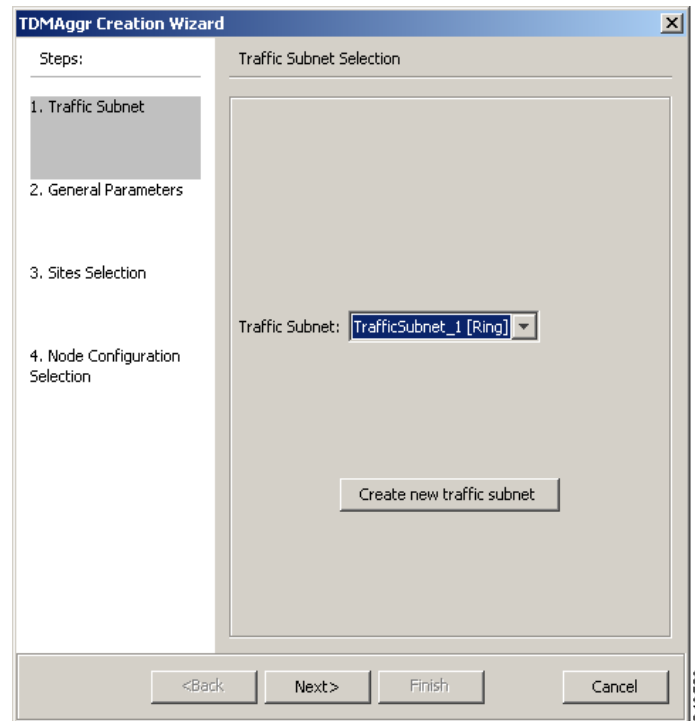 TDMAggr Creation Wizard
Steps:
Traffic Subnet Selection
1. Traffic Subnet
2. General Parameters
3. Sites Selection
4. Node Configuration
Selection
Traffic Subnet: TrafficSubnet_1 [Ring]
Create new traffic subnet
<Back Next> Finish Cancel